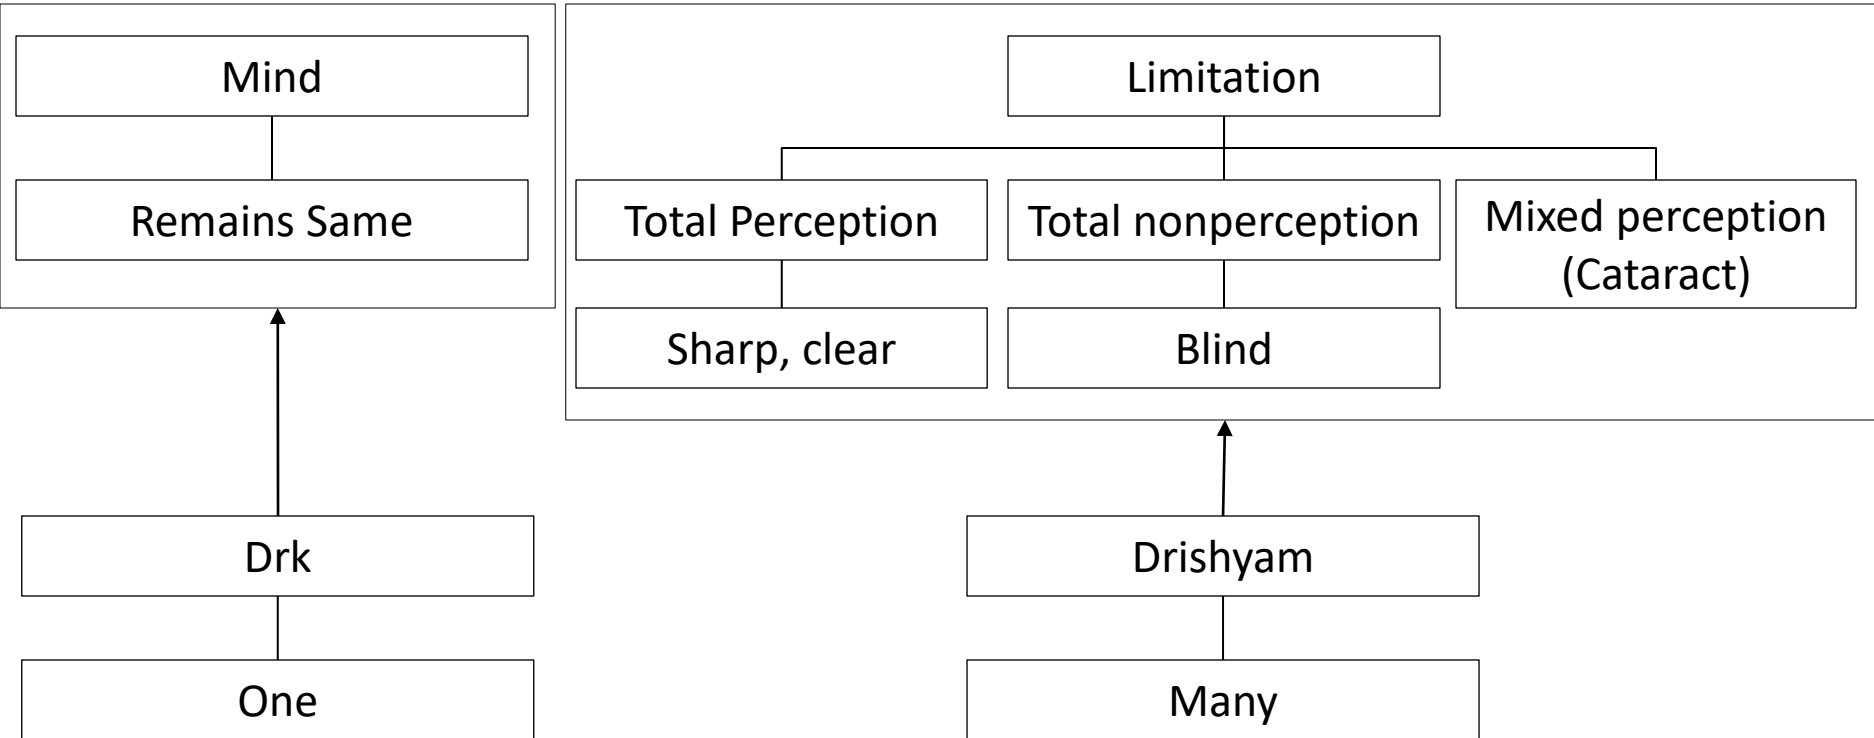 Mind
Limitation
Remains Same
Total Perception
Total nonperception
Mixed perception
(Cataract)
Sharp, clear
Blind
Drk
Drishyam
One
Many